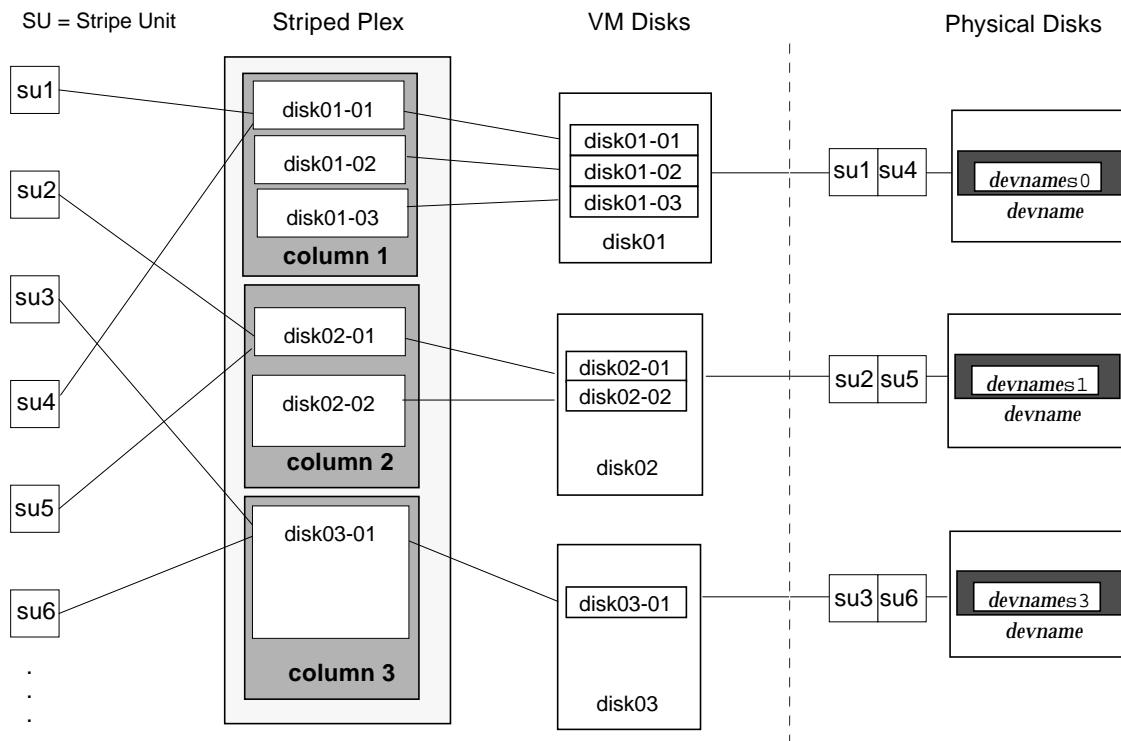 SU = Stripe Unit
Striped Plex
VM Disks
Physical Disks
su1
su2
su3
su4
su5
su6
.
.
.
disk01-01
disk01-02
disk01-03
column 1
disk02-01
disk02-02
column 2
disk03-01
column 3
disk01-01
disk01-02
disk01-03
disk01
disk02-01
disk02-02
disk02
disk03-01
disk03
su1 su4
su2 su5
su3 su6
devnames0
devname
devnames1
devname
devnames3
devname